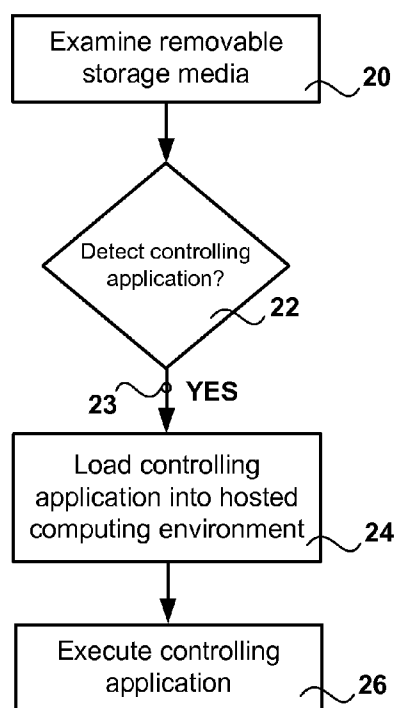 Examine removable
storage media
20
Detect controlling
application?
22
23
YES
Load controlling
application into hosted
computing environment
24
Execute controlling
application
26